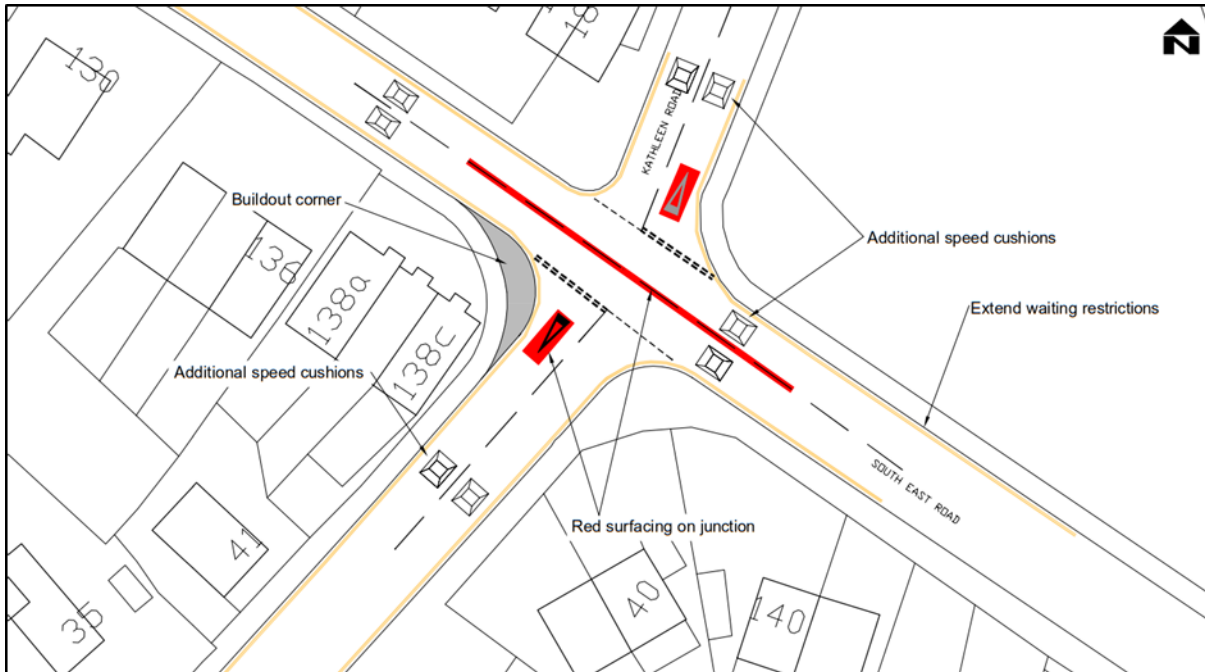 N
130
18
KATHLEEN ROAD
Buildout corner
136
138a
138c
Additional speed cushions
Extend waiting restrictions
Additional speed cushions
SOUTH EAST ROAD
Red surfacing on junction
41
35
40
140